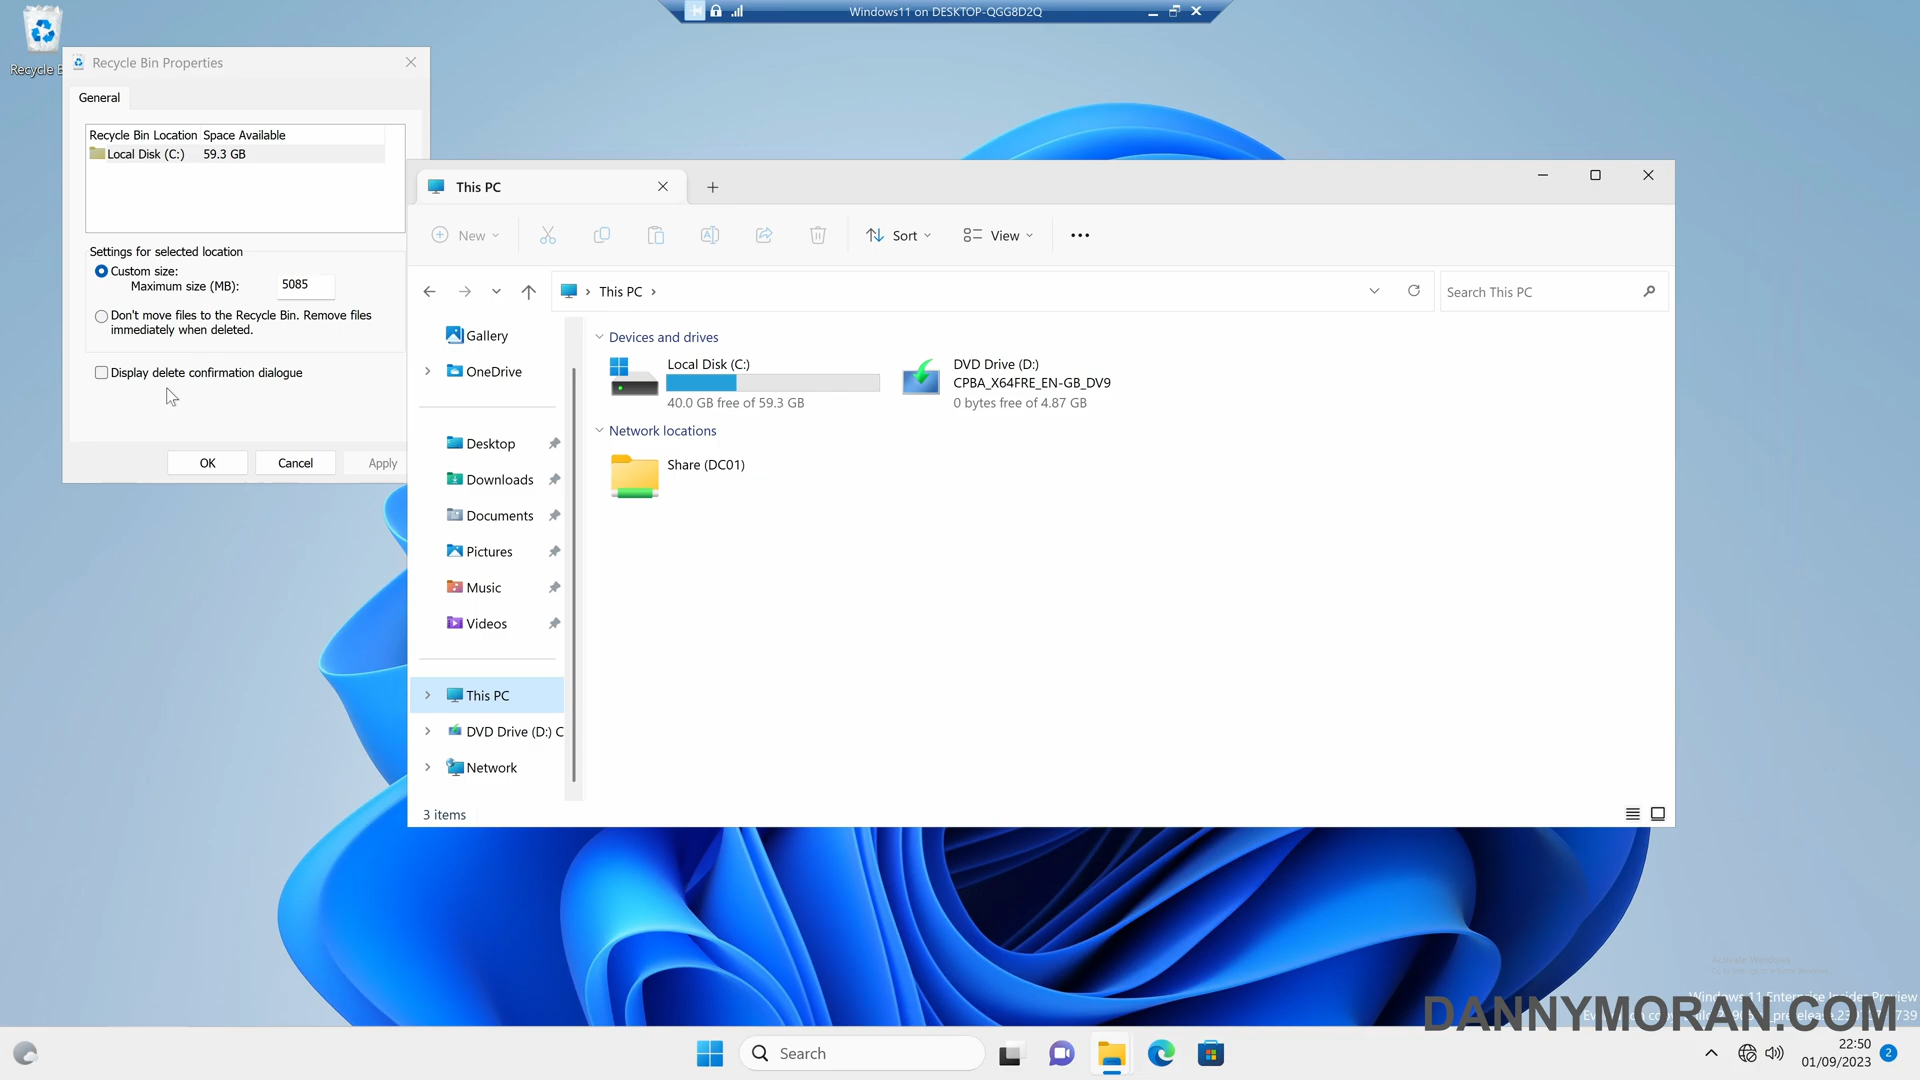 Windows11 on DESKTOP-QGG8D2Q
Recycle
Recycle Bin Properties
General
Recycle Bin Location Space Available
Local Disk (C:) 59.3 GB
Settings for selected location
Custom size:
Maximum size (MB): 5085
Don't move files to the Recycle Bin. Remove files
immediately when deleted.
Display delete confirmation dialogue
OK Cancel Apply
This PC
New Sort View
This PC
Search This PC
Gallery
OneDrive
Desktop
Downloads
Documents
Pictures
Music
Videos
This PC
DVD Drive (D:) C
Network
Devices and drives
Local Disk (C:)
40.0 GB free of 59.3 GB
DVD Drive (D:)
CPBA_X64FRE_EN-GB_DV9
0 bytes free of 4.87 GB
Network locations
Share (DC01)
3 items
Activate Windows
Windows 11 Enterprise Insider Preview
DANNYMORAN.COM
Search
22:50
01/09/2023
2